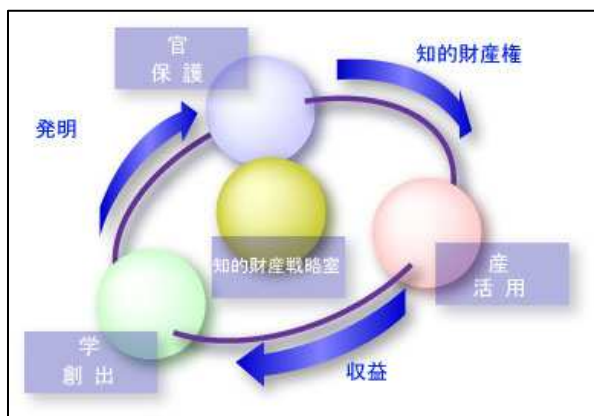 官
保 護
知的財産権
発明
知的財産戦略室
産
活 用
学
創 出
収益